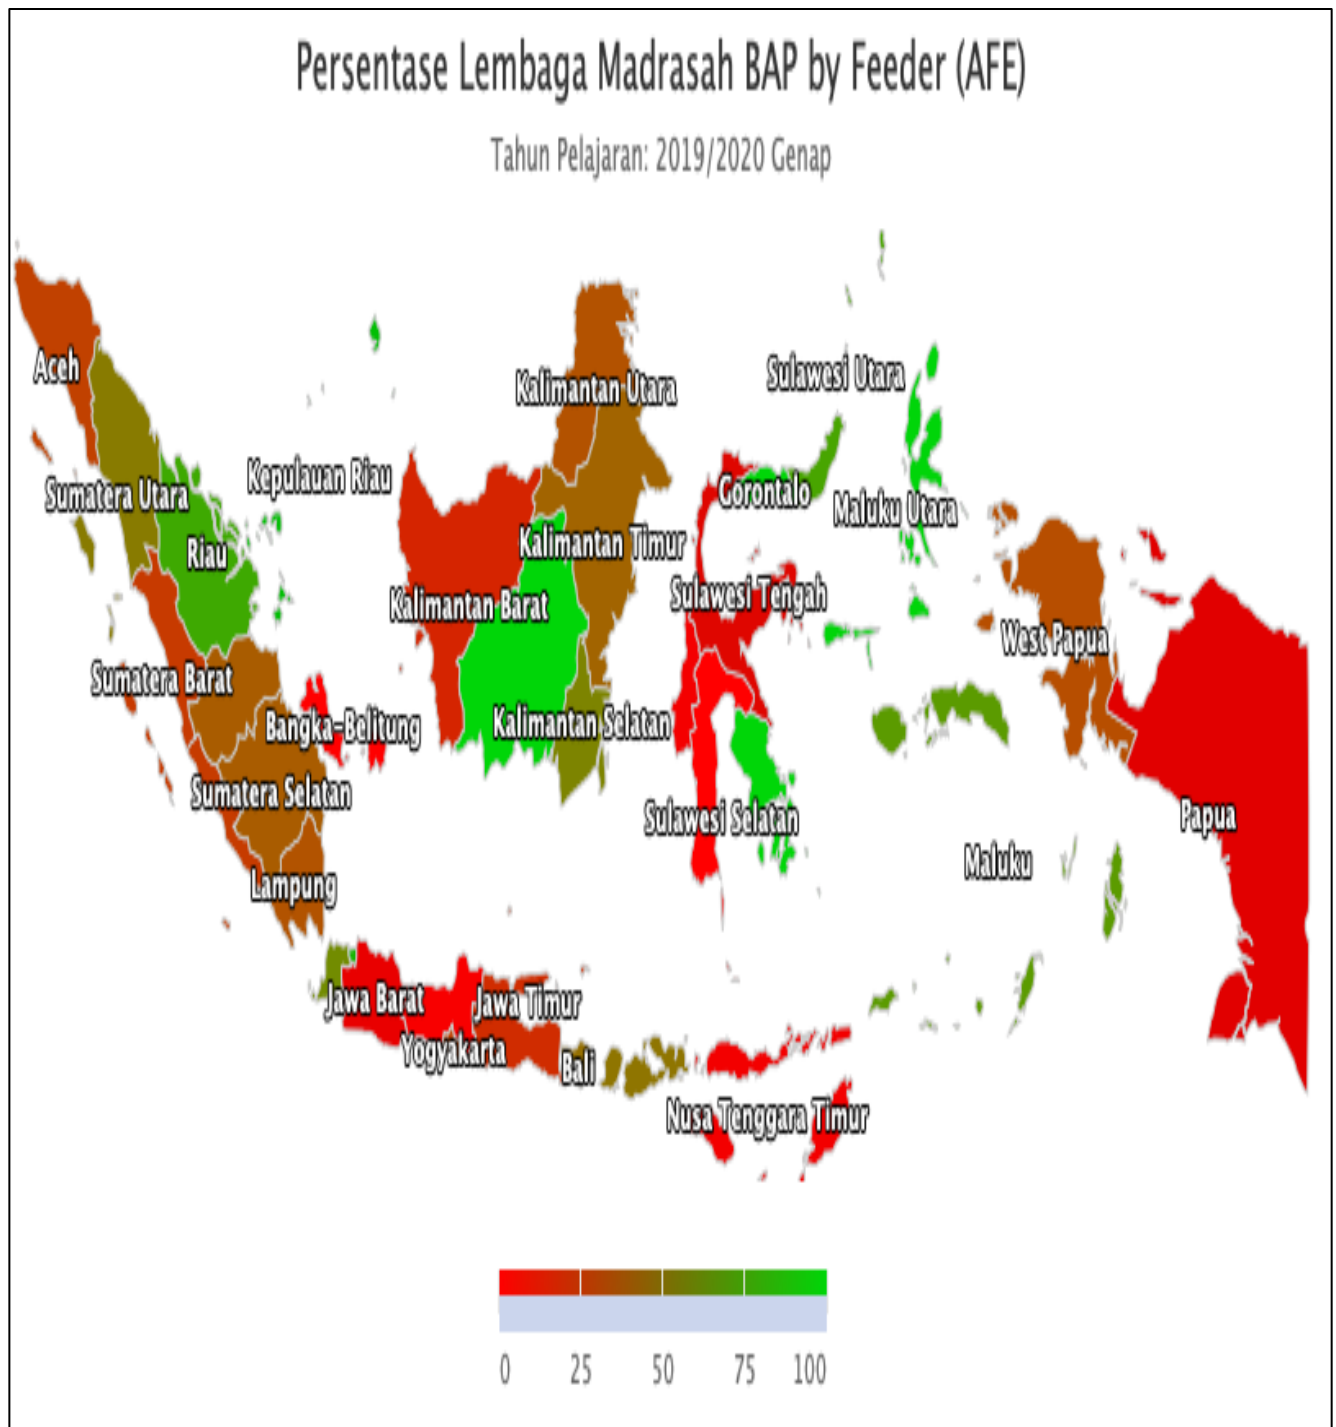 Persentase Lembaga Madrasah BAP by Feeder (AFE)
Tahun Pelajaran: 2019/2020 Genap
Aceh
Sulawesi Utara
Kalimantan Utara
Kepulauan Riau
Sumatera Utara
Gorontalo
Maluku Utara
Riau
Kalimantan Timur
Sulawesi Tengah
Kalimantan Barat
West Papua
Sumatera Barat
Bangka-Belitung
Kalimantan Selatan
Sumatera Selatan
Sulawesi Selatan
Papua
Maluku
Lampung
Jawa Barat
Jawa Timur
Yogyakarta
Bali
Nusa Tenggara Timur
0 25 50 75 100